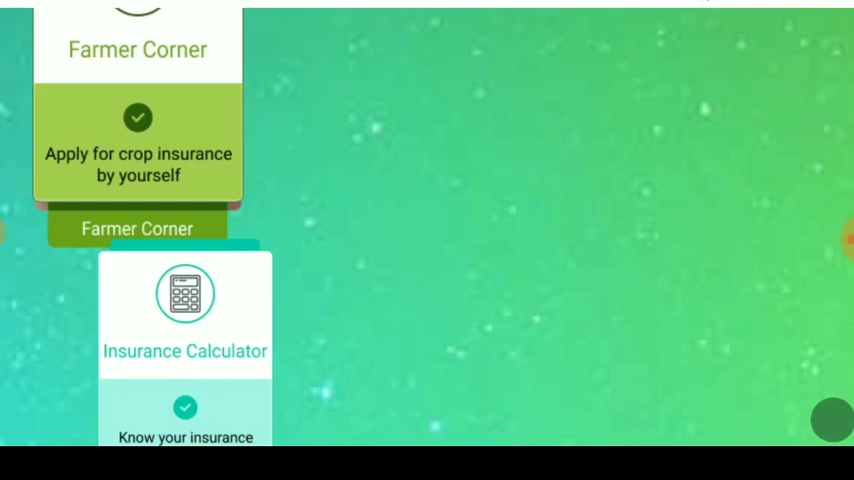 Farmer Corner
Apply for crop insurance
by yourself
Farmer Corner
Insurance Calculator
Know your insurance